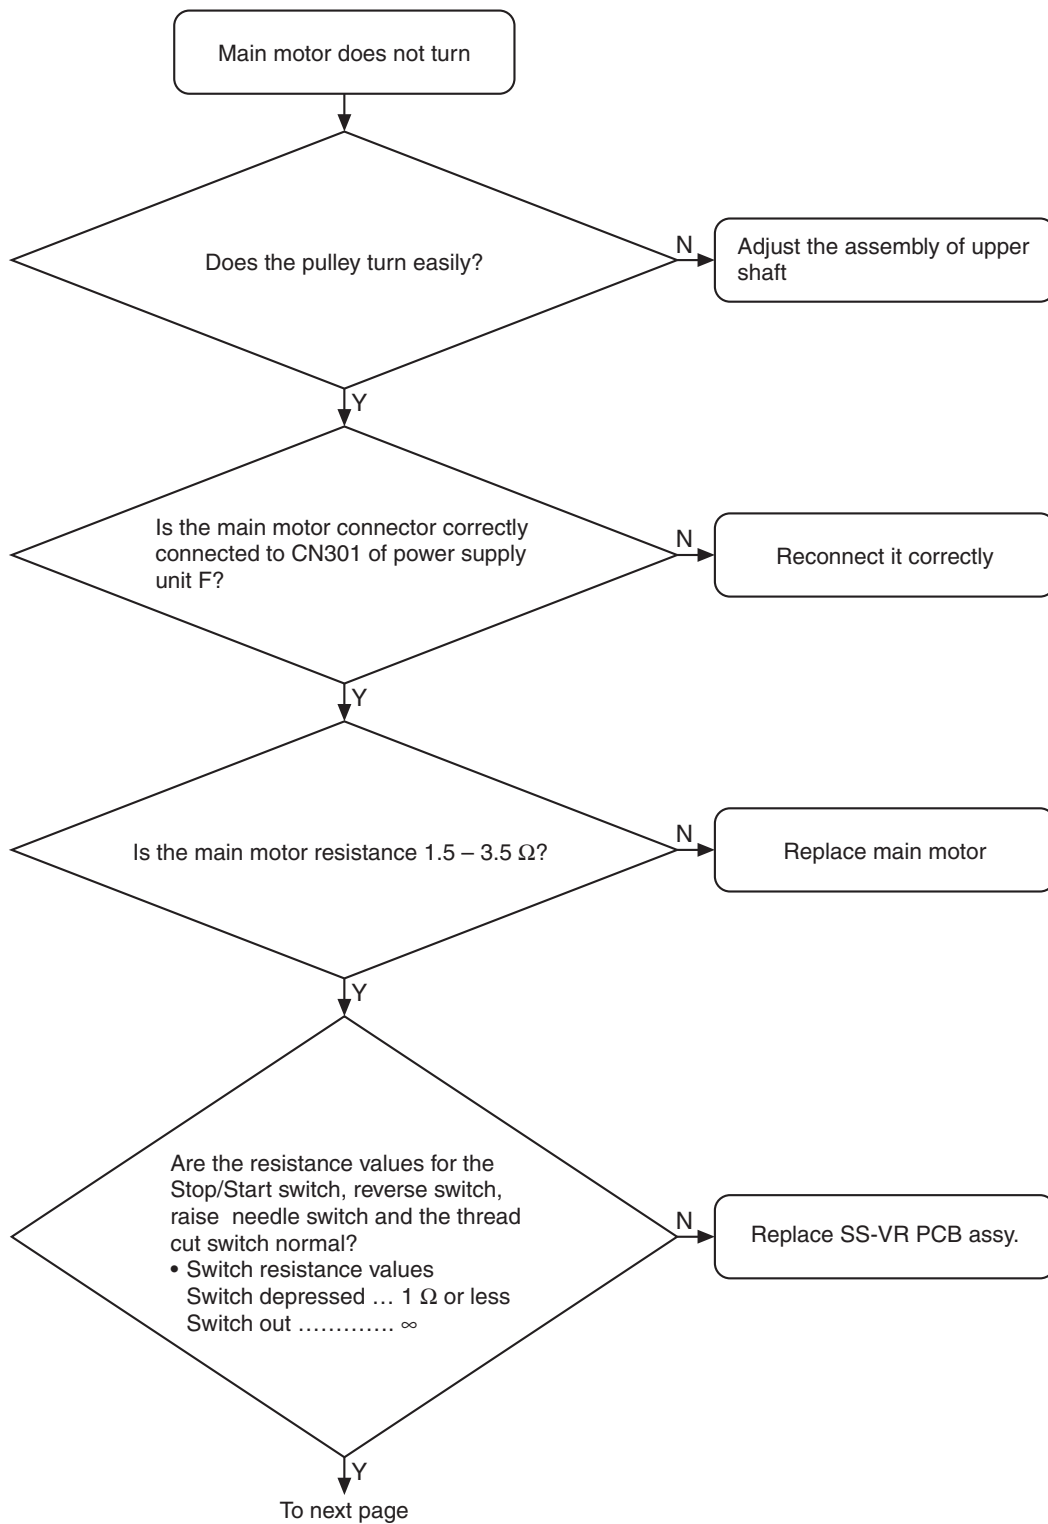 Main motor does not turn
Does the pulley turn easily?
N
Adjust the assembly of upper
shaft
Y
Is the main motor connector correctly
connected to CN301 of power supply
unit F?
N
Reconnect it correctly
Y
Is the main motor resistance 1.5 – 3.5 Ω?
N
Replace main motor
Y
Are the resistance values for the
Stop/Start switch, reverse switch,
raise  needle switch and the thread
cut switch normal?
• Switch resistance values
Switch depressed … 1 Ω or less
Switch out …………. ∞
N
Replace SS-VR PCB assy.
Y
To next page